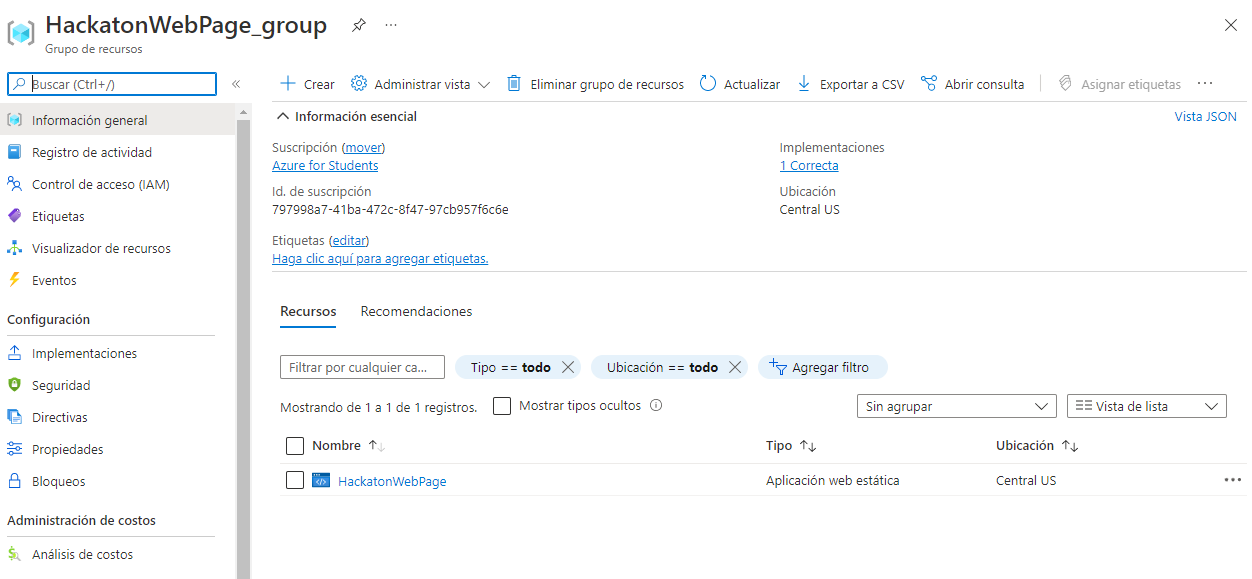 HackatonWebPage_group
Grupo de recursos
Buscar (Ctrl+/)
Información general
Registro de actividad
Control de acceso (IAM)
Etiquetas
Visualizador de recursos
Eventos
Configuración
Implementaciones
Seguridad
Directivas
Propiedades
Bloqueos
Administración de costos
Análisis de costos
Crear Administrar vista Eliminar grupo de recursos Actualizar Exportar a CSV Abrir consulta Asignar etiquetas
Información esencial Vista JSON
Suscripción (mover)
Azure for Students
Id. de suscripción
797998a7-41ba-472c-8f47-97cb957f6c6e
Etiquetas (editar)
Haga clic aquí para agregar etiquetas.
Implementaciones
1 Correcta
Ubicación
Central US
Recursos Recomendaciones
Filtrar por cualquier ca... Tipo == todo Ubicación == todo Agregar filtro
Mostrando de 1 a 1 de 1 registros. Mostrar tipos ocultos Sin agrupar Vista de lista
Nombre Tipo Ubicación
HackatonWebPage Aplicación web estática Central US